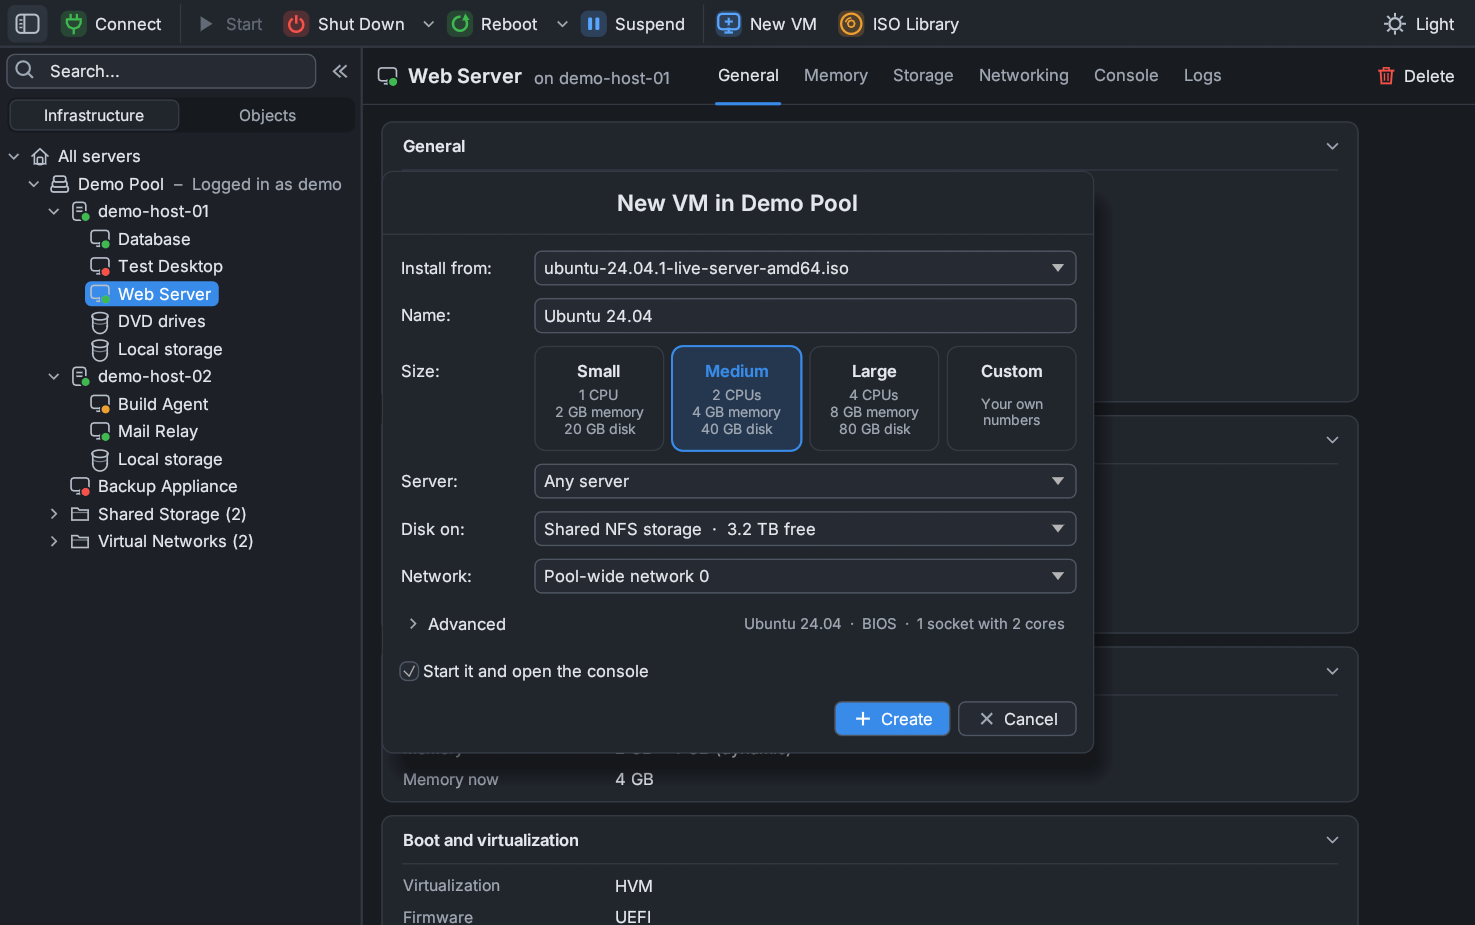 Connect
Start
Shut Down
Reboot
Suspend
New VM
ISO Library
Light
Search...
Web Server on demo-host-01
General
Memory
Storage
Networking
Console
Logs
Delete
Infrastructure
Objects
All servers
Demo Pool – Logged in as demo
demo-host-01
Database
Test Desktop
Web Server
DVD drives
Local storage
demo-host-02
Build Agent
Mail Relay
Local storage
Backup Appliance
Shared Storage (2)
Virtual Networks (2)
General
New VM in Demo Pool
Install from: ubuntu-24.04.1-live-server-amd64.iso
Name: Ubuntu 24.04
Size:
Small
1 CPU
2 GB memory
20 GB disk
Medium
2 CPUs
4 GB memory
40 GB disk
Large
4 CPUs
8 GB memory
80 GB disk
Custom
Your own
numbers
Server: Any server
Disk on: Shared NFS storage · 3.2 TB free
Network: Pool-wide network 0
Advanced
Ubuntu 24.04 · BIOS · 1 socket with 2 cores
Start it and open the console
Create
Cancel
Memory now 4 GB
Boot and virtualization
Virtualization HVM
Firmware UEFI